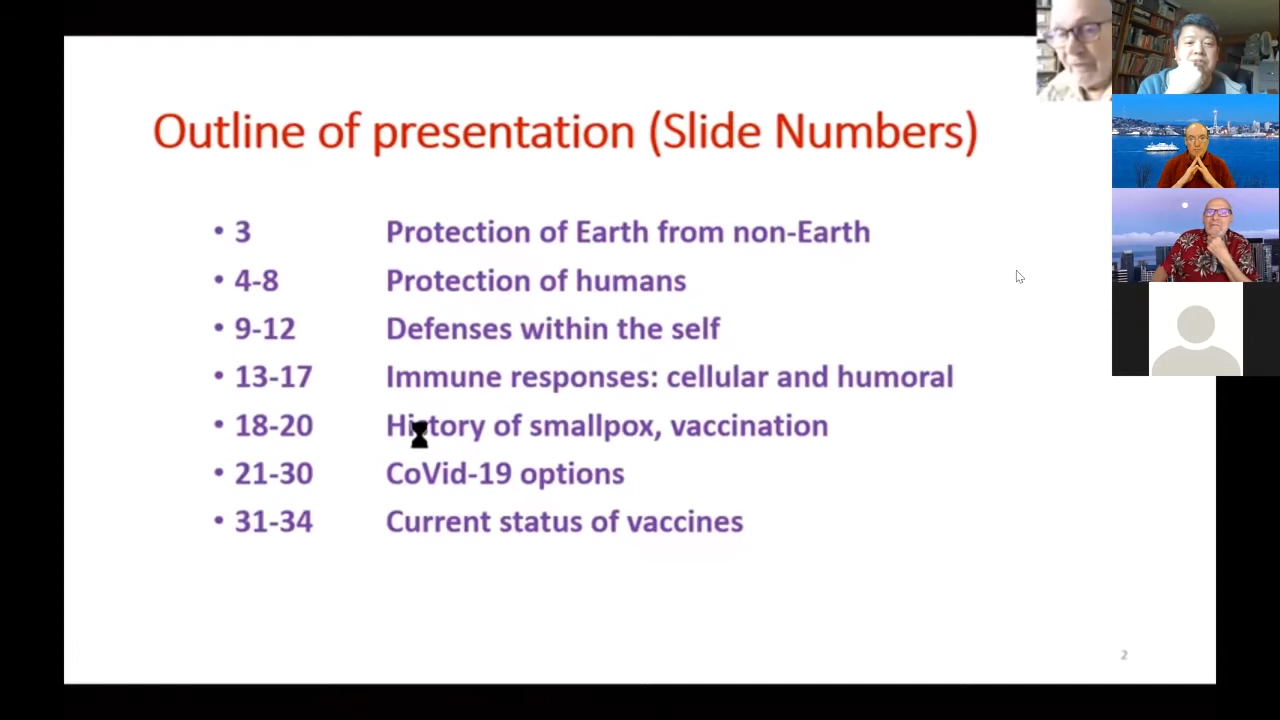 Outline of presentation (Slide Numbers)
• 3 Protection of Earth from non-Earth
• 4-8 Protection of humans
• 9-12 Defenses within the self
• 13-17 Immune responses: cellular and humoral
• 18-20 History of smallpox, vaccination
• 21-30 CoVid-19 options
• 31-34 Current status of vaccines
2